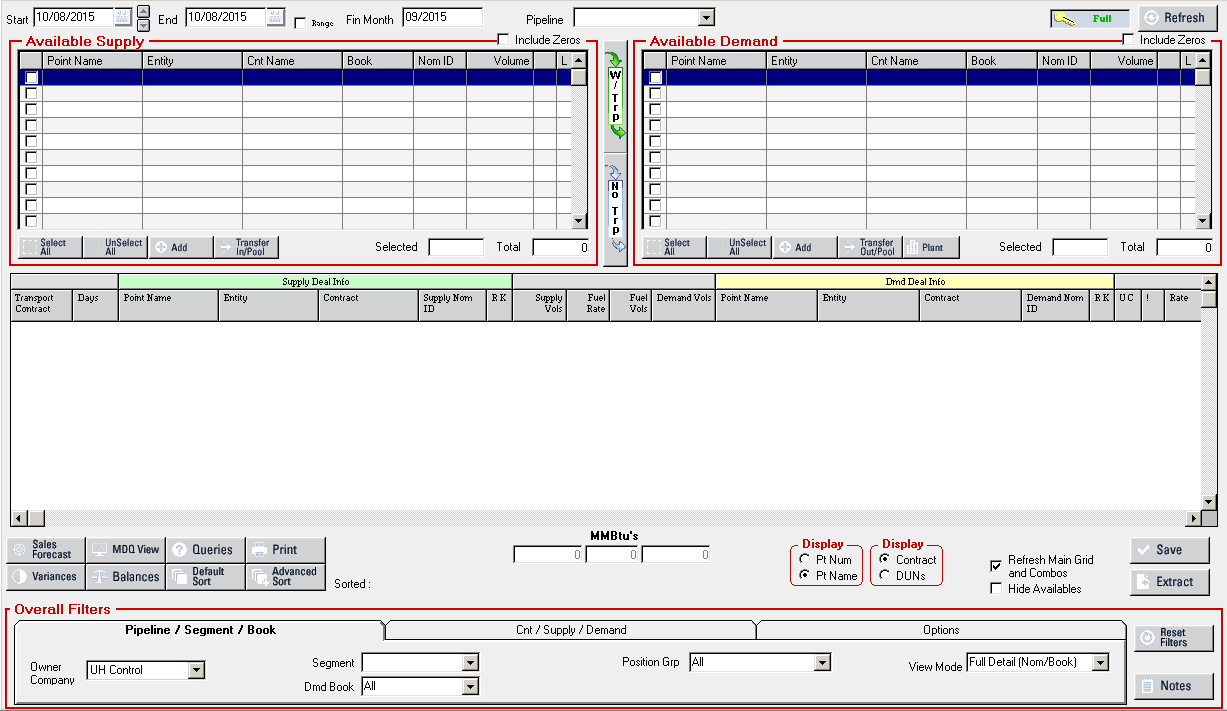 Start 10/08/2015 End 10/08/2015 Range Fin Month 09/2015 Pipeline Full Refresh
Available Supply Include Zeros
Point Name Entity Cnt Name Book Nom ID Volume L
Select All UnSelect All Add Transfer In/Pool Selected Total 0
W / Trp
No Trp
Available Demand Include Zeros
Point Name Entity Cnt Name Book Nom ID Volume L
Select All UnSelect All Add Transfer Out/Pool Plant Selected Total 0
Supply Deal Info Dmd Deal Info
Transport Contract Days Point Name Entity Contract Supply Nom ID R K Supply Vols Fuel Rate Fuel Vols Demand Vols Point Name Entity Contract Demand Nom ID R K U C ! Rate
MMBtu's
0 0 0
Sales Forecast MDQ View Queries Print
Variances Balances Default Sort Advanced Sort
Sorted :
Display
Pt Num
Pt Name
Display
Contract
DUNs
Refresh Main Grid and Combos
Hide Availables
Save
Extract
Overall Filters
Pipeline / Segment / Book Cnt / Supply / Demand Options
Owner Company UH Control
Segment
Dmd Book All
Position Grp All
View Mode Full Detail (Nom/Book)
Reset Filters
Notes